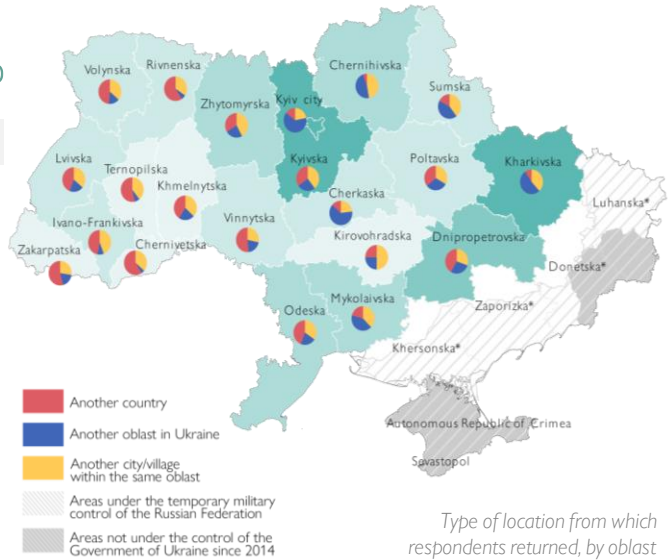 Volynska
Rivnenska
Zhytomyrska
Kyiv city
Chernihivska
Sumska
Lvivska
Ternopilska
Khmelnytska
Kyivska
Cherkaska
Poltavska
Kharkivska
Luhanska*
Ivano-Frankivska
Vinnytska
Zakarpatska
Chernivetska
Kirovohradska
Dnipropetrovska
Donetska*
Odeska
Mykolaivska
Zaporizka*
Khersonska*
Autonomous Republic of Crimea
Sevastopol
Another country
Another oblast in Ukraine
Another city/village
within the same oblast
Areas under the temporary military
control of the Russian Federation
Areas not under the control of the
Government of Ukraine since 2014
Type of location from which
respondents returned, by oblast